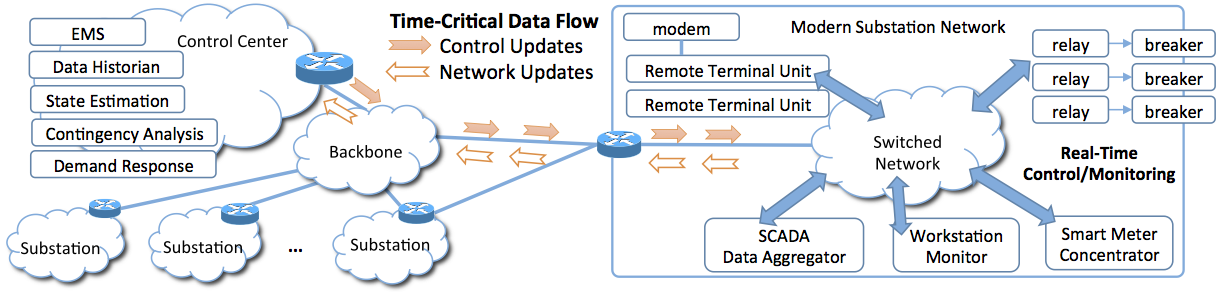 EMS
Data Historian
State Estimation
Contingency Analysis
Demand Response
Control Center
Time-Critical Data Flow
Control Updates
Network Updates
Backbone
Substation
Substation
...
Substation
Modern Substation Network
modem
Remote Terminal Unit
Remote Terminal Unit
relay
breaker
relay
breaker
relay
breaker
Switched
Network
Real-Time
Control/Monitoring
SCADA
Data Aggregator
Workstation
Monitor
Smart Meter
Concentrator